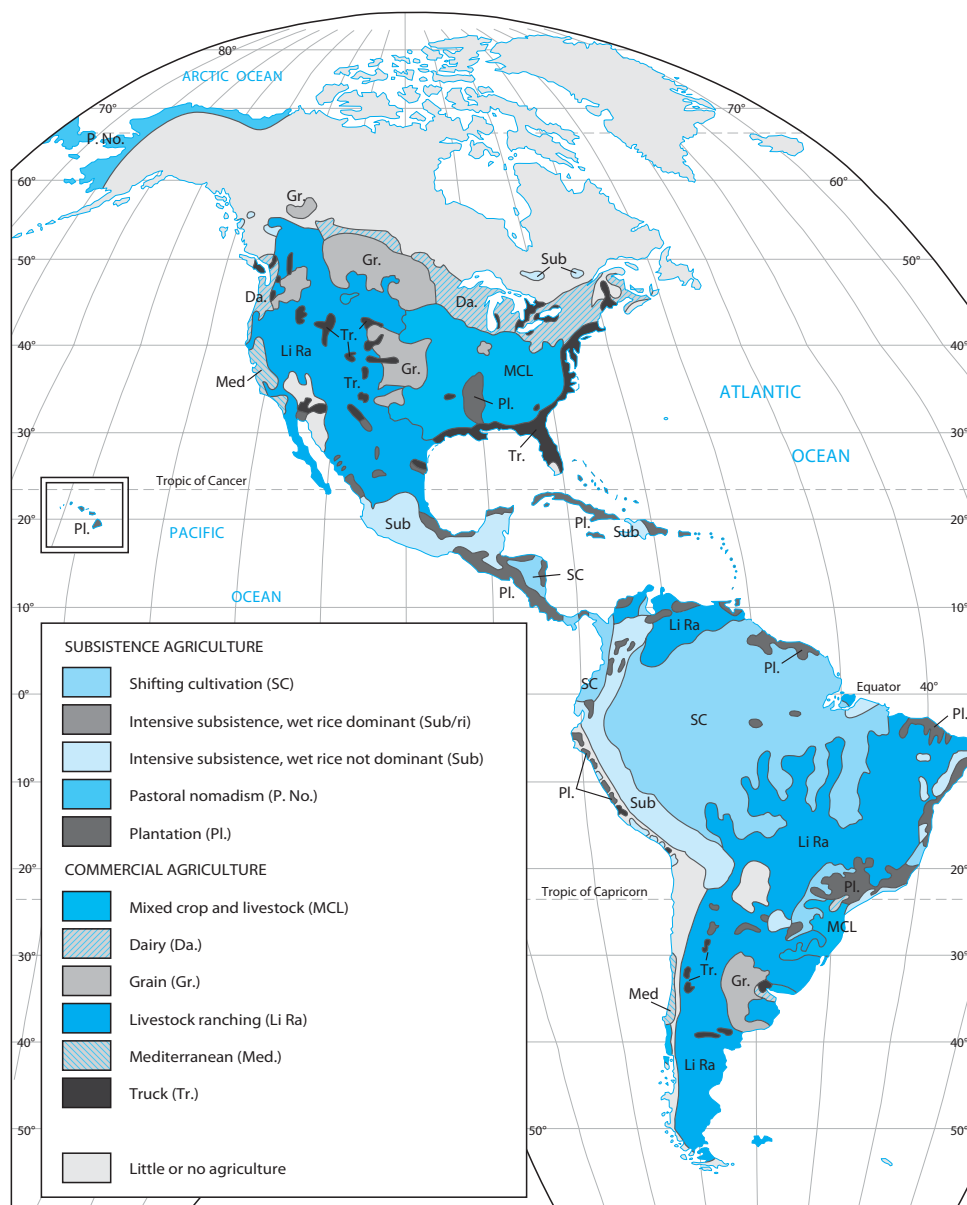 80°
ARCTIC OCEAN
70°
70°
P. No.
60°
60°
Gr.
50°
Gr.
Sub
50°
Da.
Da.
Tr.
40°
Li Ra
MCL
40°
Med
Tr.
Gr.
ATLANTIC
Pl.
30°
Tr.
30°
OCEAN
Tropic of Cancer
20°
Pl.
PACIFIC
Sub
Pl.
Sub
20°
SC
OCEAN
Pl.
10°
10°
Li Ra
Pl.
SUBSISTENCE AGRICULTURE
Shifting cultivation (SC)
Intensive subsistence, wet rice dominant (Sub/ri)
Intensive subsistence, wet rice not dominant (Sub)
Pastoral nomadism (P. No.)
Plantation (Pl.)
COMMERCIAL AGRICULTURE
Mixed crop and livestock (MCL)
Dairy (Da.)
Grain (Gr.)
Livestock ranching (Li Ra)
Mediterranean (Med.)
Truck (Tr.)
Little or no agriculture
0°
10°
20°
30°
40°
50°
SC
Equator
40°
0°
SC
Pl.
Pl.
Sub
10°
Li Ra
Tropic of Capricorn
Pl.
20°
MCL
Tr.
Gr.
30°
Med
Li Ra
40°
50°
50°